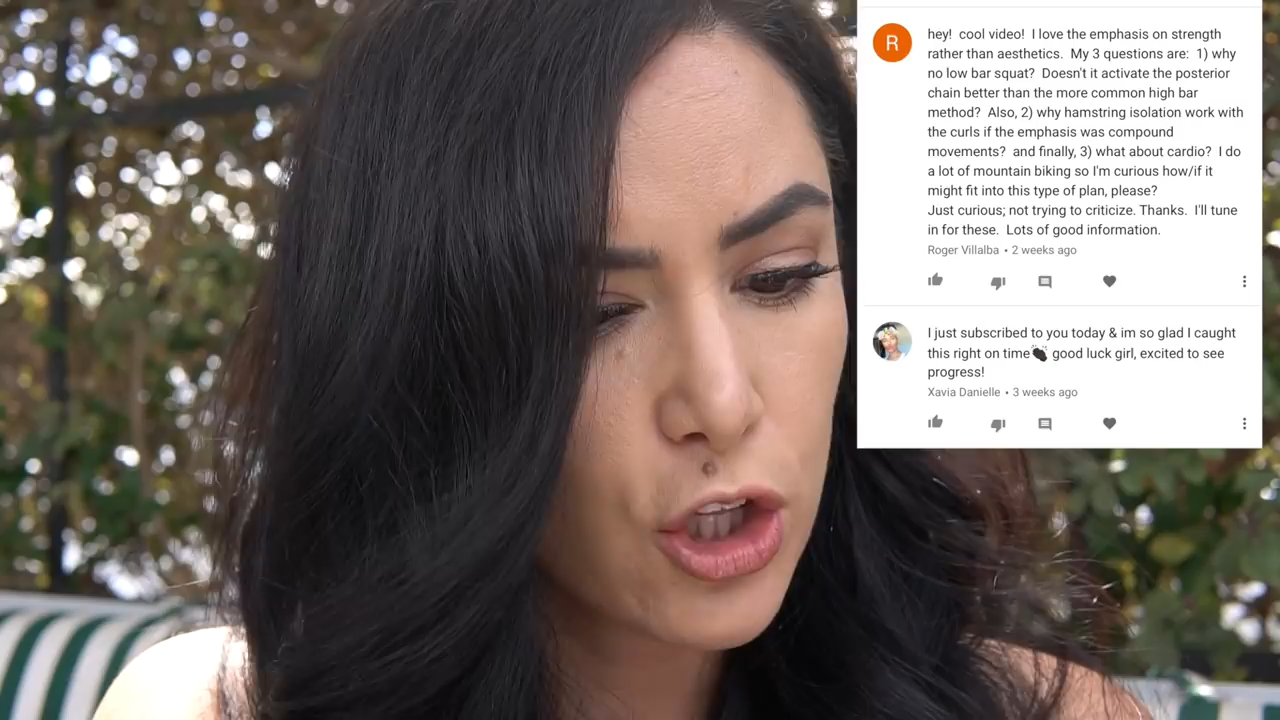 R
hey! cool video! I love the emphasis on strength
rather than aesthetics. My 3 questions are: 1) why
no low bar squat? Doesn't it activate the posterior
chain better than the more common high bar
method? Also, 2) why hamstring isolation work with
the curls if the emphasis was compound
movements? and finally, 3) what about cardio? I do
a lot of mountain biking so I'm curious how/if it
might fit into this type of plan, please?
Just curious; not trying to criticize. Thanks. I'll tune
in for these. Lots of good information.
Roger Villalba • 2 weeks ago
I just subscribed to you today & im so glad I caught
this right on time👏🏿 good luck girl, excited to see
progress!
Xavia Danielle • 3 weeks ago